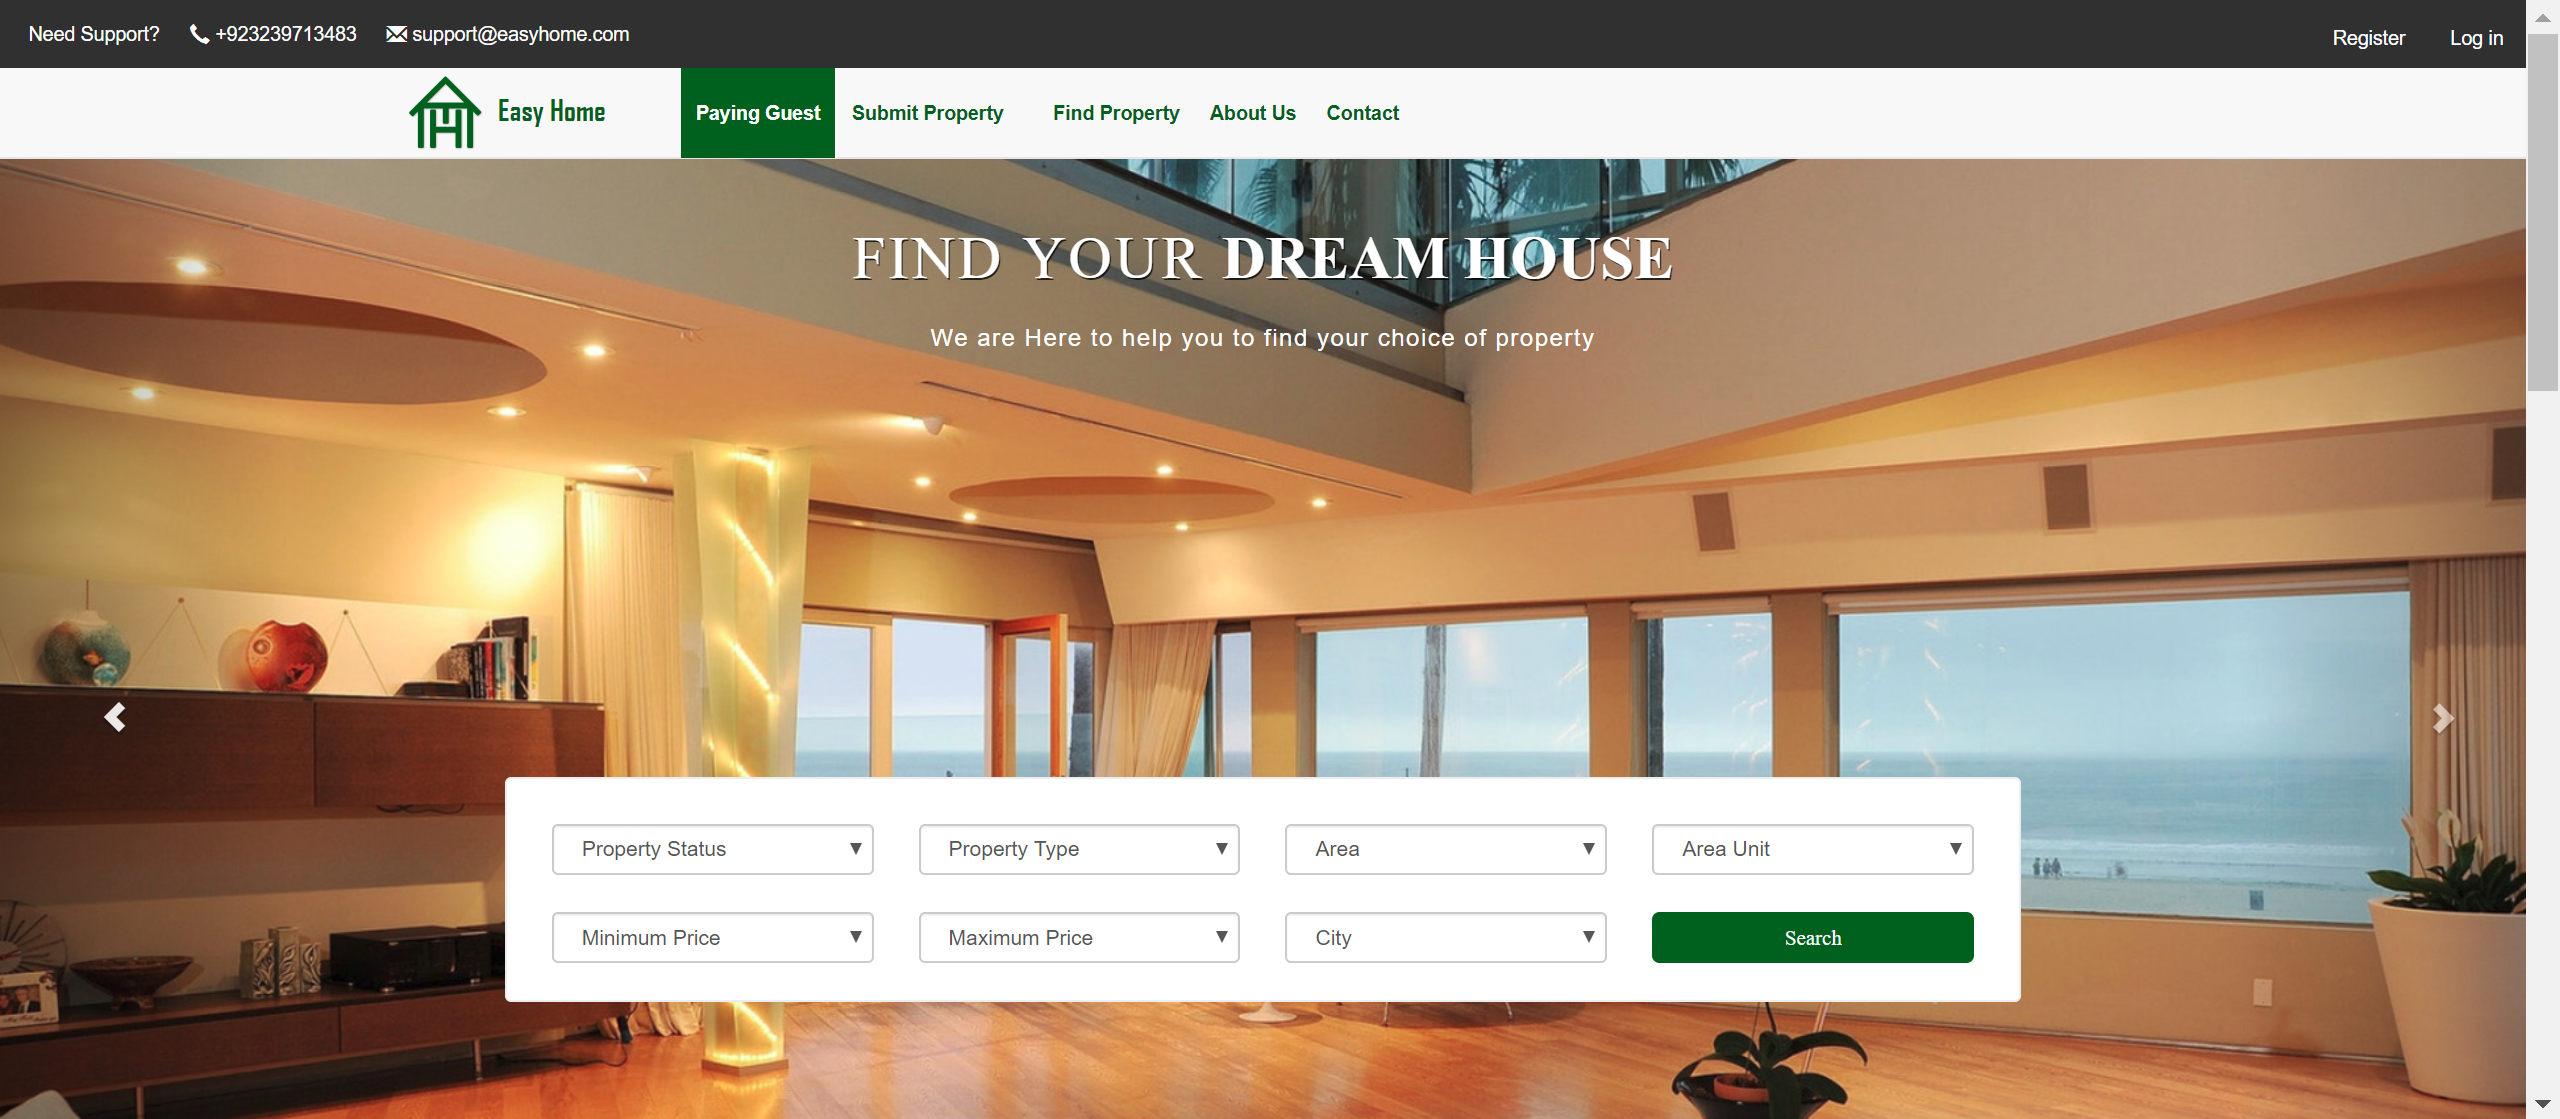 Need Support? +923239713483 support@easyhome.com
Register Log in
Easy Home
Paying Guest Submit Property Find Property About Us Contact
FIND YOUR DREAM HOUSE
We are Here to help you to find your choice of property
Property Status Property Type Area Area Unit
Minimum Price Maximum Price City Search